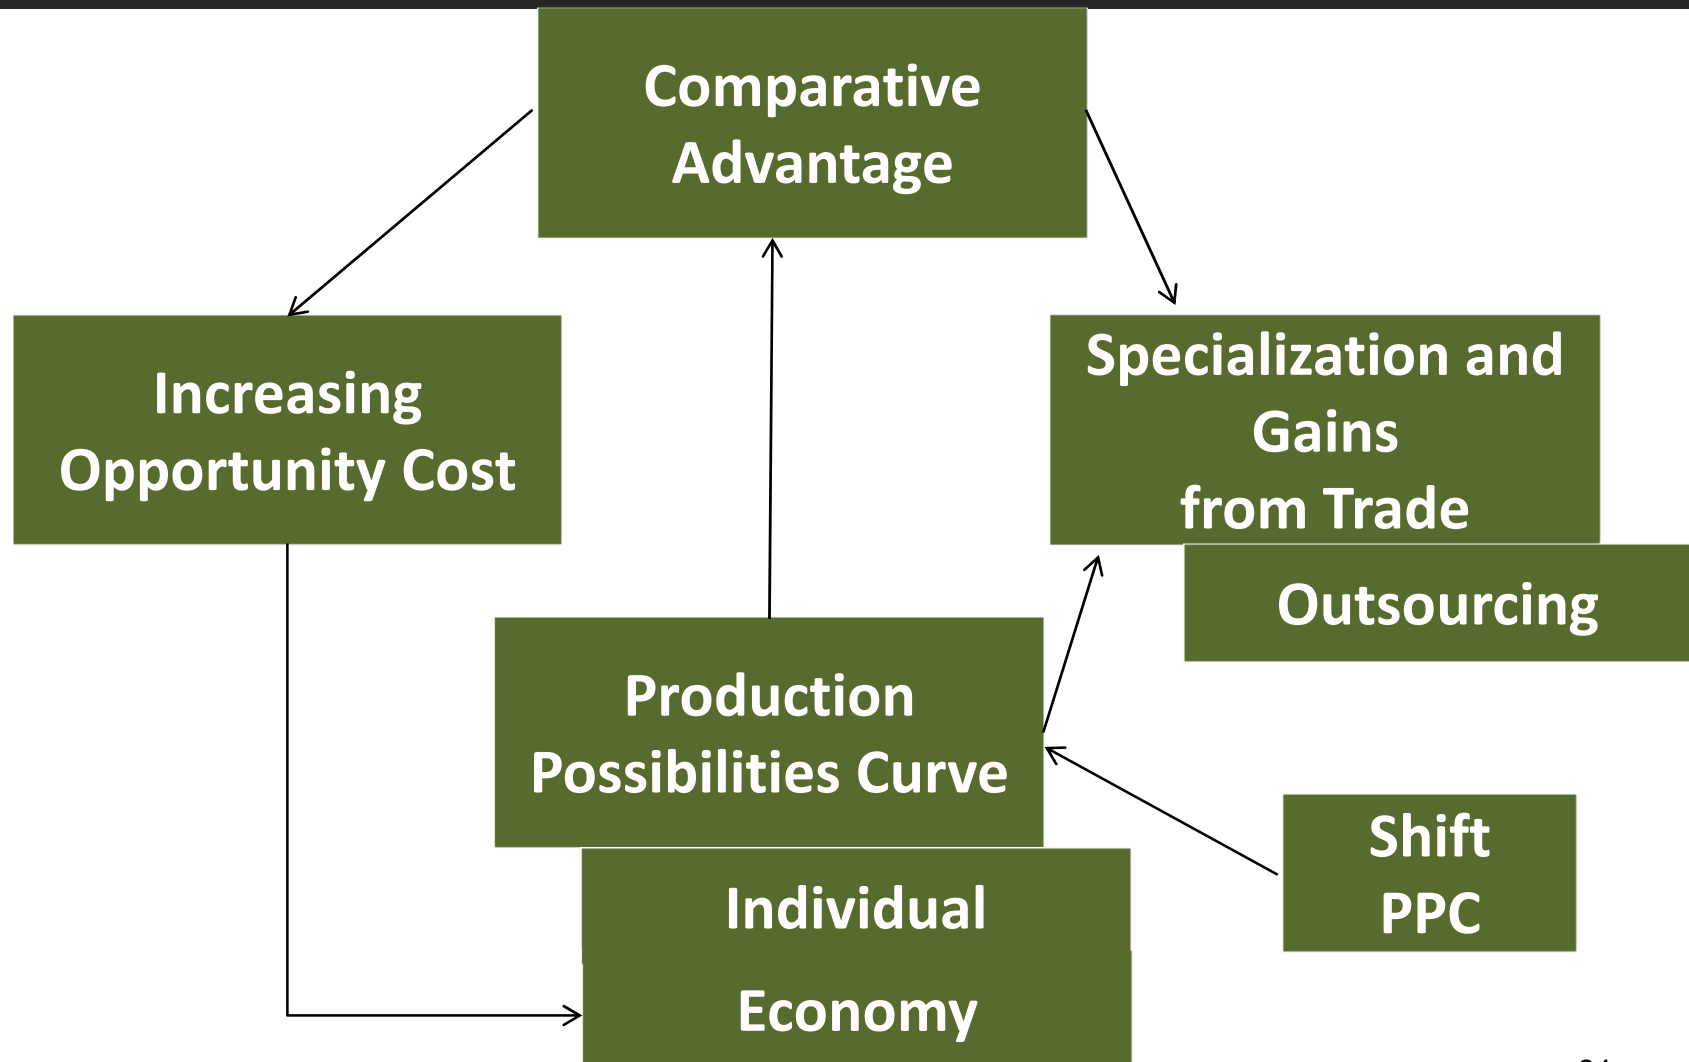 Comparative
Advantage
Increasing
Opportunity Cost
Specialization and
Gains
from Trade
Outsourcing
Production
Possibilities Curve
Shift
PPC
Individual
Economy